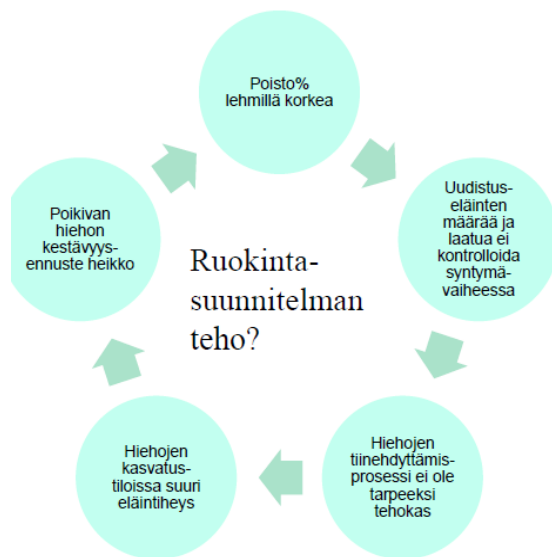 Poisto%
lehmillä korkea
Uudistus-
eläinten
määrää ja
laatua ei
kontrolloida
syntymä-
vaiheessa
Hiehojen
tiinehdyttämis-
prosessi ei ole
tarpeeksi
tehokas
Hiehojen
kasvatus-
tiloissa suuri
eläintiheys
Poikivan
hiehon
kestävyys-
ennuste heikko
Ruokinta-
suunnitelman
teho?